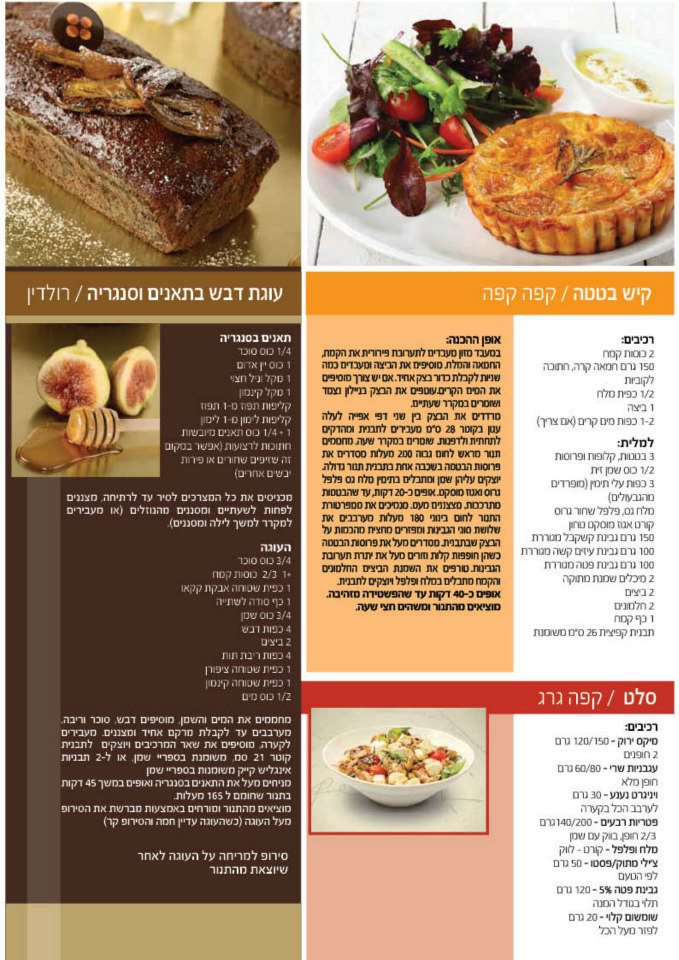 קיש בטטה / קפה קפה
רכיבים:
2 כוסות קמח
150 גרם חמאה קרה, חתוכה
לקוביות
1/2 כפית מלח
1 ביצה
1-2 כפות מים קרים (אם צריך)
למלית:
3 בטטות, קלופות ופרוסות
1/2 כוס שמן זית
3 כפות עלי תימין (מופרדים
מהגבעולים)
מלח גס, פלפל שחור גרוס
קורט אגוז מוסקט טחון
150 גרם גבינת קשקבל מגוררת
100 גרם גבינת עיזים קשה מגוררת
100 גרם גבינת פטה מגוררת
2 מיכלים שמנת מתוקה
2 ביצים
2 חלמונים
1 כף קמח
תבנית קפיצית 26 ס״מ משומנת
אופן ההכנה:
במעבד מזון מעבדים לתערובת פירורית את הקמח,
החמאה והמלח. מוסיפים את הביצה ומעבדים כמה
שניות לקבלת כדור בצק אחיד. אם יש צורך מוסיפים
את המים הקרים.עוטפים את הבצק בניילון נצמד
ושומרים במקרר שעתיים.
מרדדים את הבצק בין שני דפי אפייה לעלה
עגון בקוטר 28 ס״מ מעבירים לתבנית ומהדקים
לתחתית ולדפנות. שומרים במקרר שעה. מחממים
תנור מראש לחום גבוה 200 מעלות מסדרים את
פרוסות הבטטה בשכבה אחת בתבנית תנור גדולה.
יוצקים עליהן שמן ומתבלים בתימין מלח גס פלפל
גרוס ואגוז מוסקט. אופים כ-20 דקות, עד שהבטטות
מתרככות. מצננים מעט. מנמיכים את טמפרטורת
התנור לחום בינוני 180 מעלות מערבבים את
שלושת סוגי הגבינות ומפזרים מחצית מהכמות על
הבצק שבתבנית. מסדרים מעל את פרוסות הבטטה
כשהן חופפות קלות וזורים מעל את יתרת תערובת
הגבינות. טורפים את השמנת הביצים החלמונים
והקמח מתבלים במלח ופלפל ויוצקים לתבנית.
אופים כ-40 דקות עד שהפשטידה מזהיבה.
מוציאים מהתנור ומשהים חצי שעה.
עוגת דבש בתאנים וסנגריה / רולדין
תאנים בסנגריה
1/4 כוס סוכר
1 כוס יין אדום
1 מקל וניל חצוי
1 מקל קינמון
קליפות תפוז מ-1 תפוז
קליפות לימון מ-1 לימון
1 + 1/4 כוס תאנים מיובשות
חתוכות לרצועות (אפשר במקום
זה שזיפים שחורים או פירות
יבשים אחרים)
מכניסים את כל המצרכים לסיר עד לרתיחה, מצננים
לפחות לשעתיים ומסננים מהנוזלים (או מעבירים
למקרר למשך לילה ומסננים).
העוגה
3/4 כוס סוכר
1+ 2/3 כוסות קמח
1 כפית שטוחה אבקת קקאו
1 כף סודה לשתייה
3/4 כוס שמן
4 כפות דבש
2 ביצים
4 כפות ריבת תות
1 כפית שטוחה ציפורן
1 כפית שטוחה קינמון
1/2 כוס מים
מחממים את המים והשמן, מוסיפים דבש, סוכר וריבה.
מערבבים עד לקבלת מרקם אחיד ומצננים. מעבירים
לקערה, מוסיפים את שאר המרכיבים ויוצקים לתבנית
קוטר 21 סמ, משומנת בספריי שמן, או ל-2 תבניות
אינגליש קייק משומנות בספריי שמן
מניחים מעל את התאנים בסנגריה ואופים במשך 45 דקות
בתנור שחומם ל 165 מעלות.
מוציאים מהתנור ומורחים באמצעות מברשת את הסירופ
מעל העוגה (כשהעוגה עדיין חמה והסירופ קר)
סירופ למריחה על העוגה לאחר
שיוצאת מהתנור
סלט / קפה גרג
רכיבים:
מיקס ירוק - 120/150 גרם
2 חופנים
עגבניות שרי - 60/80 גרם
חופן מלא
ויניגרט נענע - 30 גרם
לערבב הכל בקערה
פטריות רבעים - 140/200גרם
2/3 חופן, בווק עם שמן
מלח ופלפל - קורט - לווק
צ׳ילי מתוק/פסטו - 50 גרם
לפי הטעם
גבינת פטה 5% - 120 גרם
תלוי בגודל המנה
שומשום קלוי - 20 גרם
לפזר מעל הכל